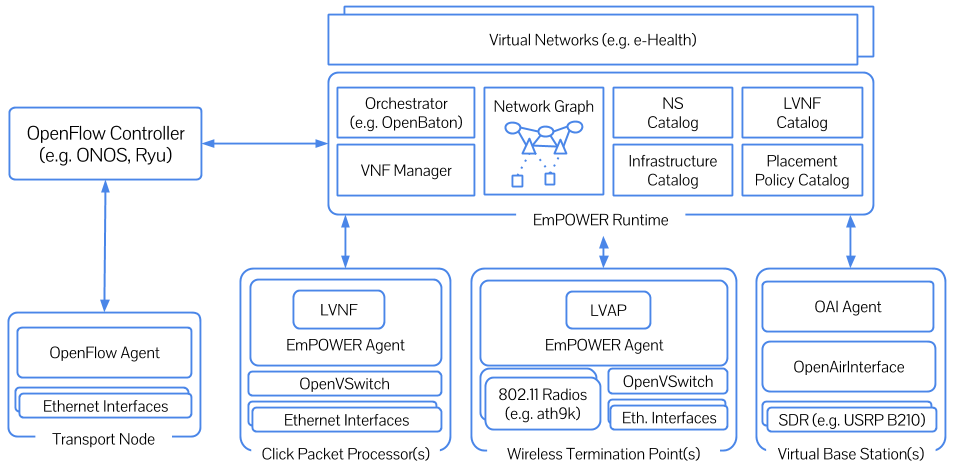 Virtual Networks (e.g. e-Health)
Orchestrator
(e.g. OpenBaton)
VNF Manager
Network Graph
NS
Catalog
LVNF
Catalog
Infrastructure
Catalog
Placement
Policy Catalog
EmPOWER Runtime
OpenFlow Controller
(e.g. ONOS, Ryu)
OpenFlow Agent
Ethernet Interfaces
Transport Node
LVNF
EmPOWER Agent
OpenVSwitch
Ethernet Interfaces
Click Packet Processor(s)
LVAP
EmPOWER Agent
802.11 Radios
(e.g. ath9k)
OpenVSwitch
Eth. Interfaces
Wireless Termination Point(s)
OAI Agent
OpenAirInterface
SDR (e.g. USRP B210)
Virtual Base Station(s)